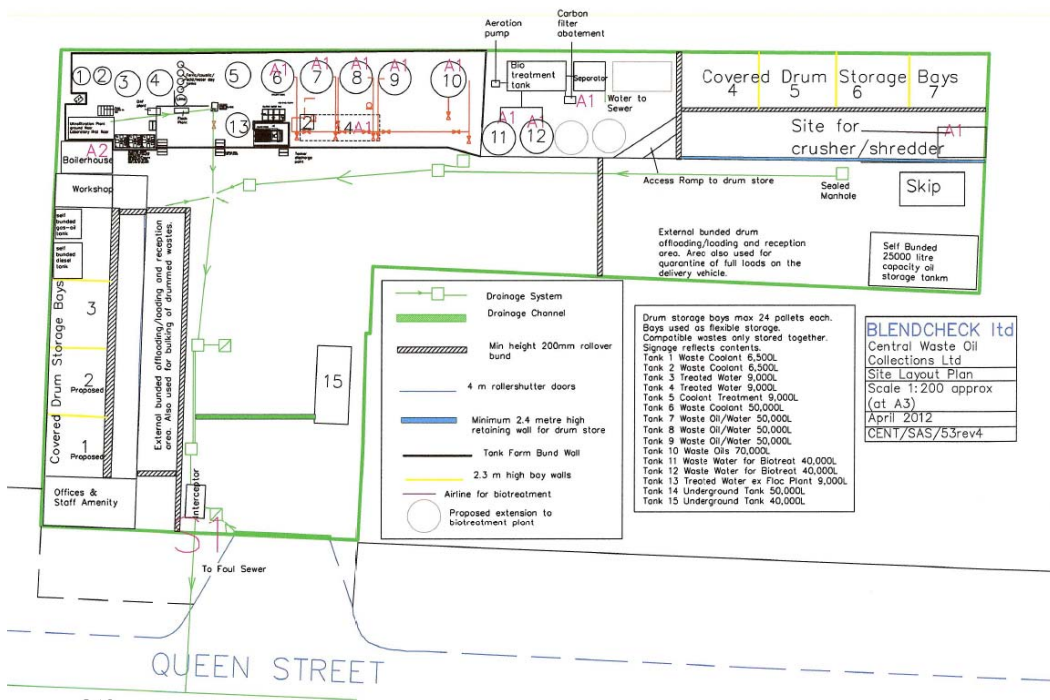 Aeration
pump
Carbon
filter
abatement
Bio
treatment
tank
Separator
Water to
Sewer
A1
1
2
3
4
5
6
7
8
9
10
11
12
13
A1
A1
A1
A1
A1
A1
A1
A1
14
A1
Covered Drum Storage Bays
4 5 6 7
Site for
crusher/shredder
A1
A2
Boilerhouse
Workshop
Access Ramp to drum store
Sealed
Manhole
Skip
self
bunded
gas-oil
tank
self
bunded
diesel
tank
External bunded offloading/loading and reception
area. Also used for bulking of drummed wastes.
Covered Drum Storage Bays
3
2
Proposed
1
Proposed
Offices &
Staff Amenity
Interceptor
S1
To Foul Sewer
15
External bunded drum
offloading/loading and reception
area. Area also used for
quarantine of full loads on the
delivery vehicle.
Self Bunded
25000 litre
capacity oil
storage tankm
Drainage System
Drainage Channel
Min height 200mm rollover
bund
4 m rollershutter doors
Minimum 2.4 metre high
retaining wall for drum store
Tank Farm Bund Wall
2.3 m high bay walls
Airline for biotreatment
Proposed extension to
biotreatment plant
Drum storage bays max 24 pallets each.
Bays used as flexible storage.
Compatible wastes only stored together.
Signage reflects contents.
Tank 1 Waste Coolant 6,500L
Tank 2 Waste Coolant 6,500L
Tank 3 Treated Water 9,000L
Tank 4 Treated Water 9,000L
Tank 5 Coolant Treatment 9,000L
Tank 6 Waste Coolant 50,000L
Tank 7 Waste Oil/Water 50,000L
Tank 8 Waste Oil/Water 50,000L
Tank 9 Waste Oil/Water 50,000L
Tank 10 Waste Oils 70,000L
Tank 11 Waste Water for Biotreat 40,000L
Tank 12 Waste Water for Biotreat 40,000L
Tank 13 Treated Water ex Floc Plant 9,000L
Tank 14 Underground Tank 50,000L
Tank 15 Underground Tank 40,000L
BLENDCHECK ltd
Central Waste Oil
Collections Ltd
Site Layout Plan
Scale 1:200 approx
(at A3)
April 2012
CENT/SAS/53rev4
QUEEN STREET